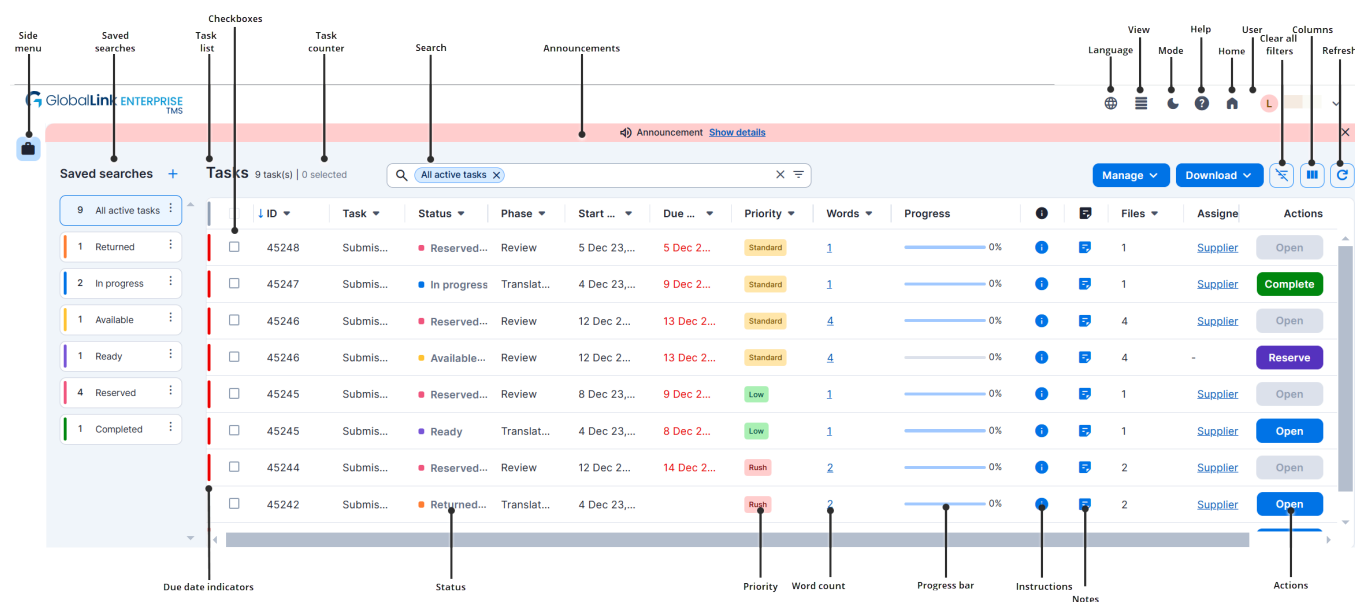 Checkboxes
Side menu
Saved searches
Task list
Task counter
Search
Announcements
Language
View
Mode
Help
Home
User
Clear all filters
Columns
Refresh
GlobalLink ENTERPRISE
TMS
L
Announcement Show details
Saved searches +
Tasks 9 task(s) | 0 selected
All active tasks
Manage
Download
9 All active tasks
1 Returned
2 In progress
1 Available
1 Ready
4 Reserved
1 Completed
ID Task Status Phase Start ... Due ... Priority Words Progress Files Assigne Actions
45248 Submis... Reserved... Review 5 Dec 23,... 5 Dec 2... Standard 1 0% 1 Supplier Open
45247 Submis... In progress Translat... 4 Dec 23,... 9 Dec 2... Standard 1 0% 1 Supplier Complete
45246 Submis... Reserved... Review 12 Dec 2... 13 Dec 2... Standard 4 0% 4 Supplier Open
45246 Submis... Available... Review 12 Dec 2... 13 Dec 2... Standard 4 0% 4 - Reserve
45245 Submis... Reserved... Review 8 Dec 23,... 9 Dec 2... Low 1 0% 1 Supplier Open
45245 Submis... Ready Translat... 4 Dec 23,... 8 Dec 2... Low 1 0% 1 Supplier Open
45244 Submis... Reserved... Review 12 Dec 2... 14 Dec 2... Rush 2 0% 2 Supplier Open
45242 Submis... Returned... Translat... 4 Dec 23,... Rush 2 0% 2 Supplier Open
Due date indicators
Status
Priority
Word count
Progress bar
Instructions
Notes
Actions